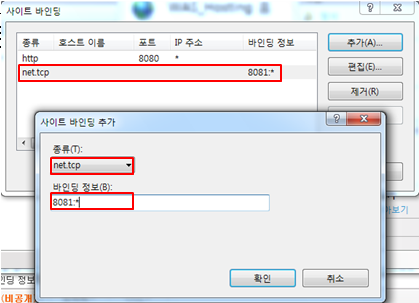 WAS_Hosting 홈
사이트 바인딩
종류 호스트 이름 포트 IP 주소 바인딩 정보
http 8080 *
net.tcp 8081:*
추가(A)...
편집(E)...
제거(R)
사이트 바인딩 추가
종류(T):
net.tcp
바인딩 정보(B):
8081:*
확인 취소
보기
인딩 정보
(비공개